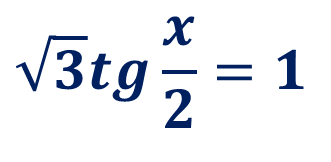 √3tg x/2 = 1